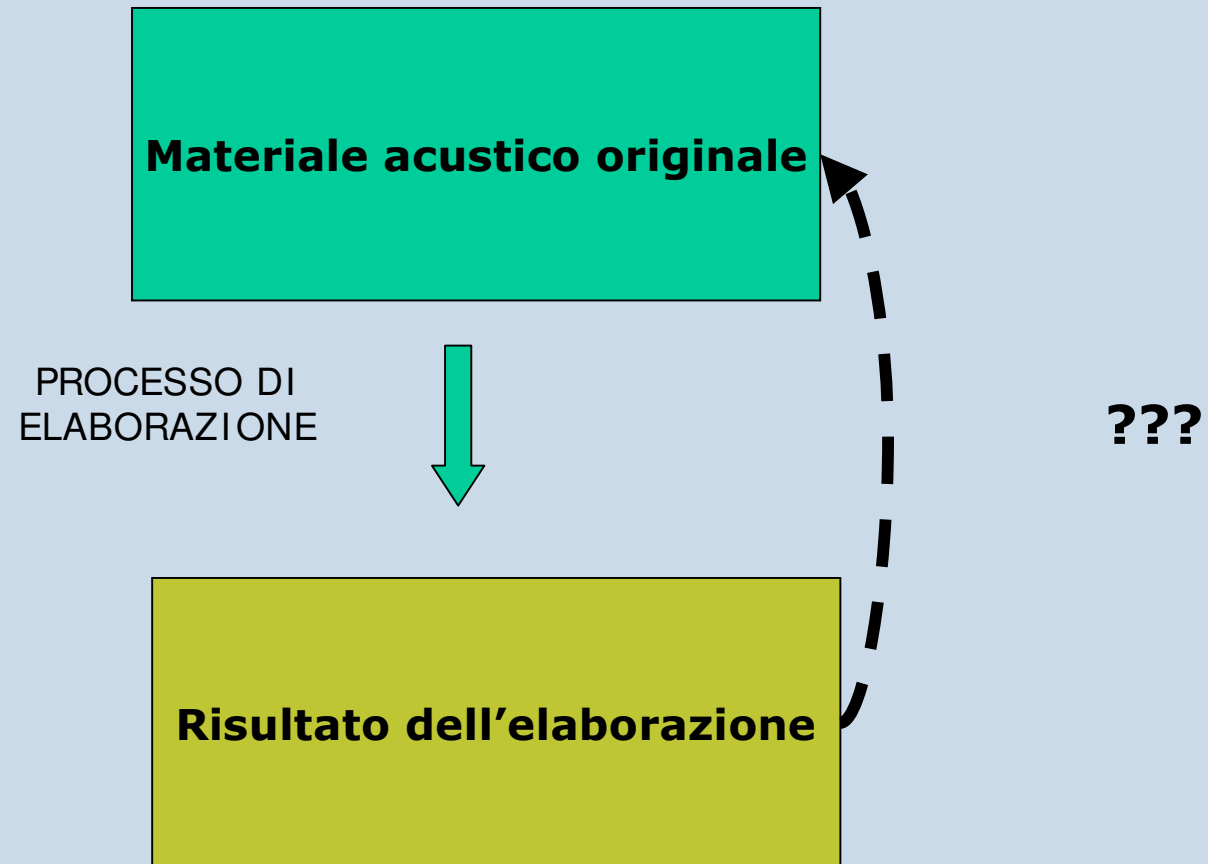 Materiale acustico originale
PROCESSO DI
ELABORAZIONE
???
Risultato dell’elaborazione